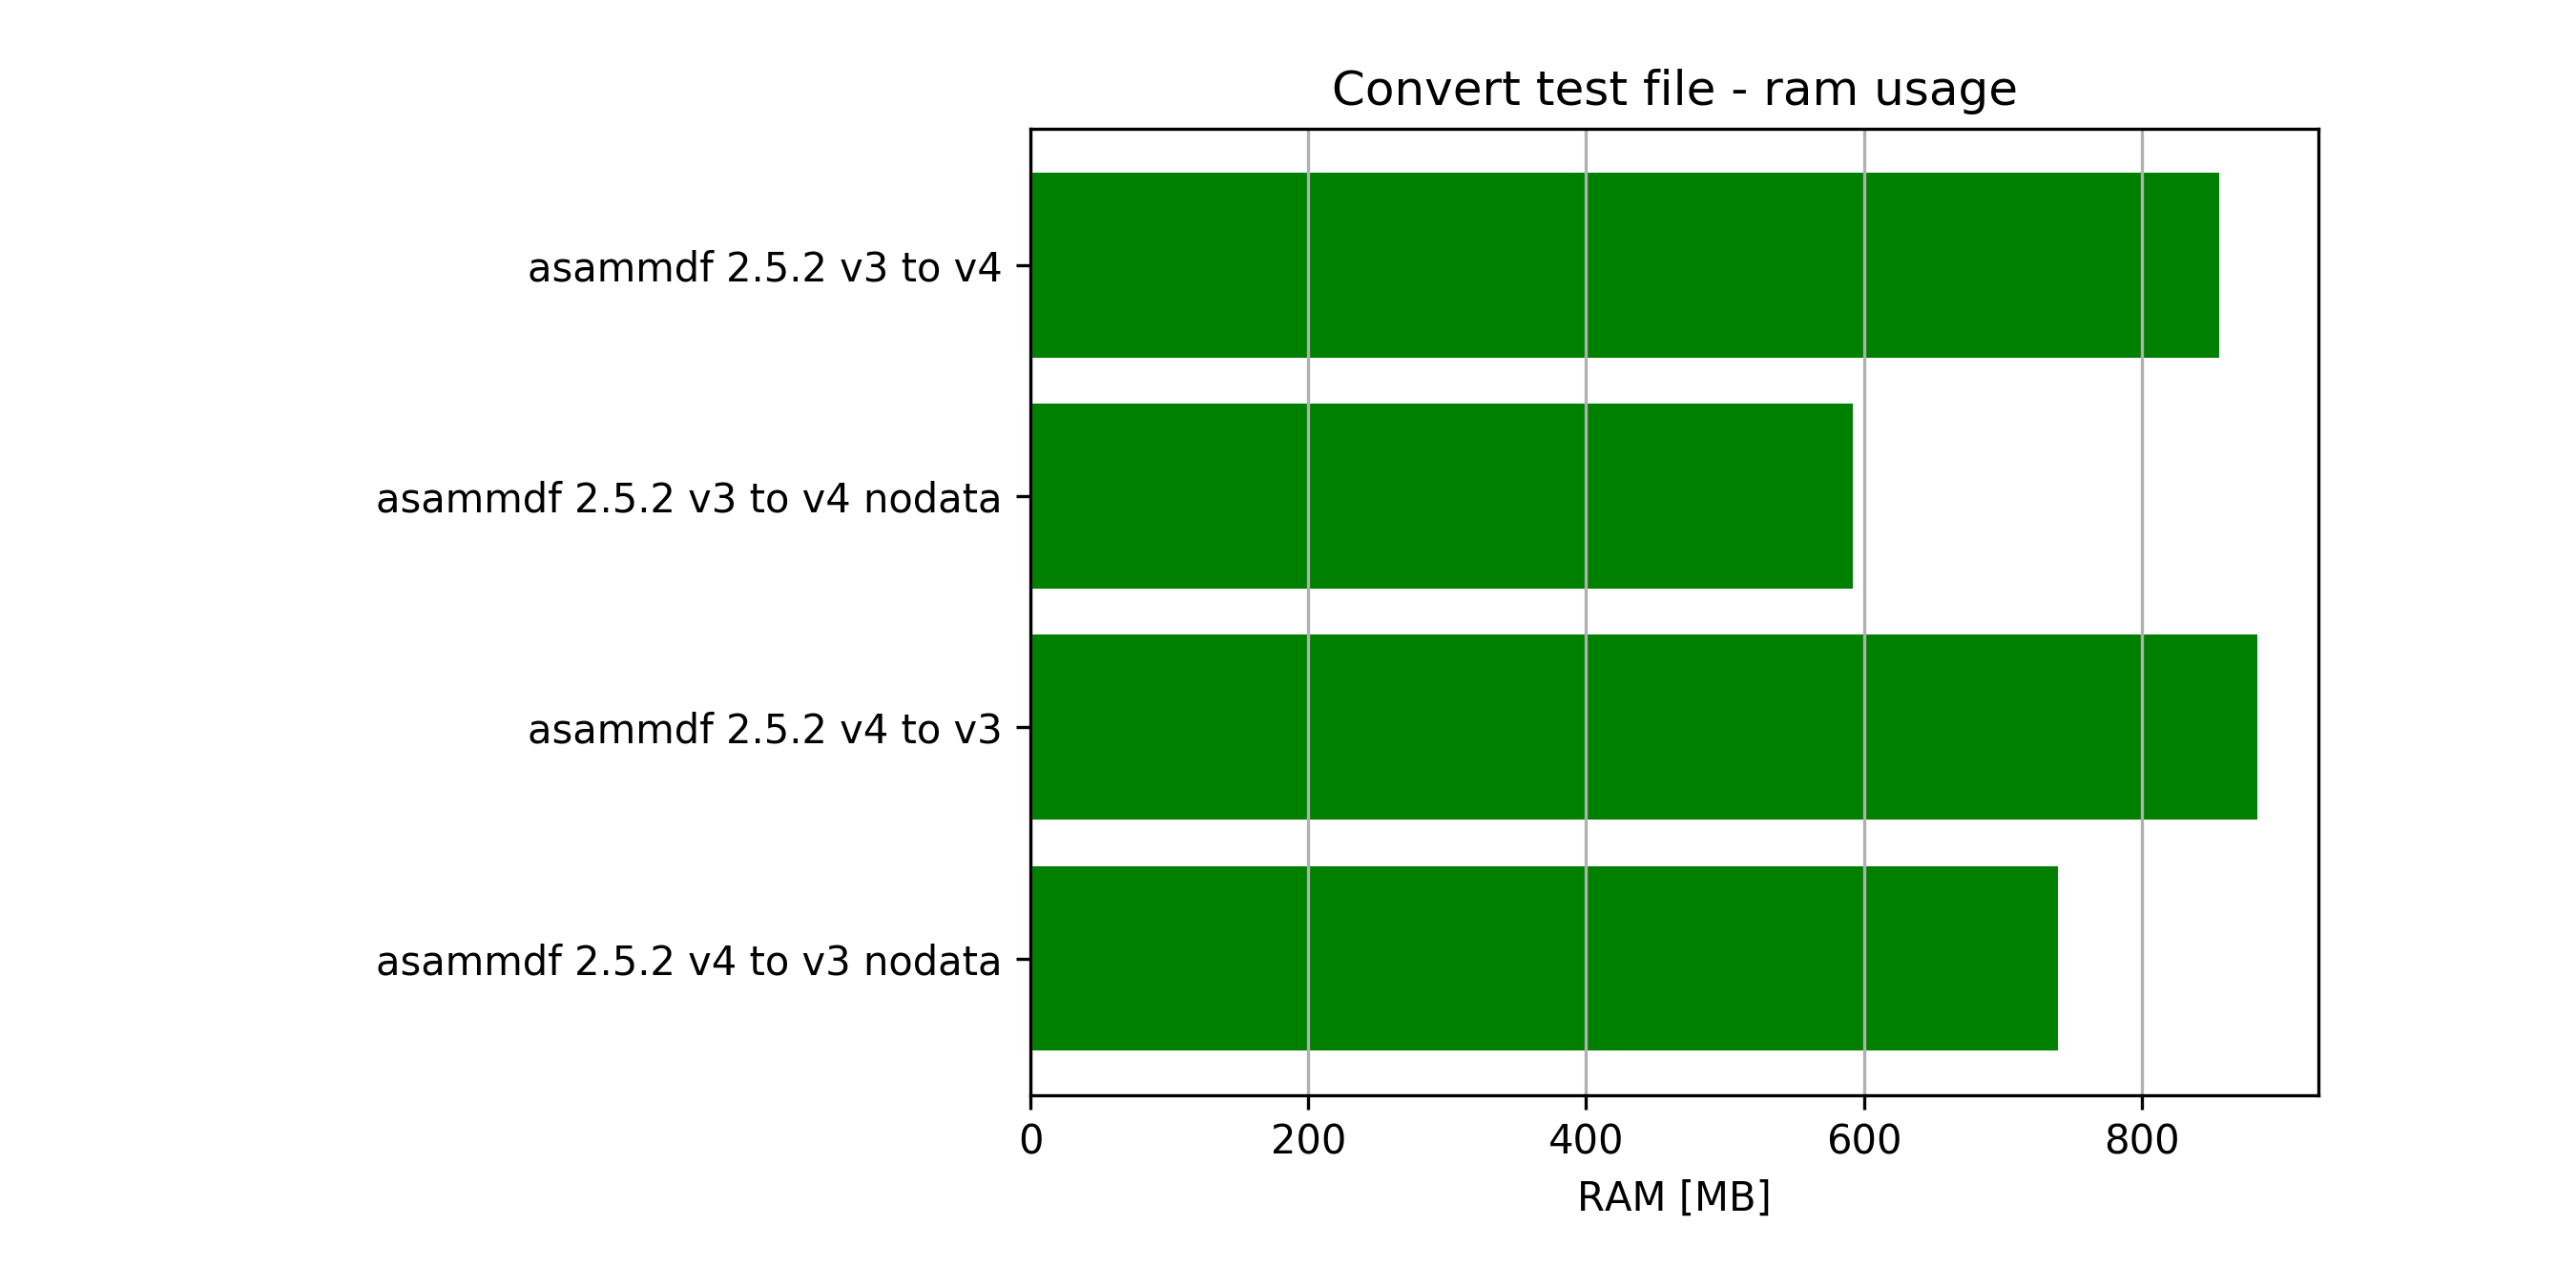 Convert test file - ram usage
asammdf 2.5.2 v3 to v4
asammdf 2.5.2 v3 to v4 nodata
asammdf 2.5.2 v4 to v3
asammdf 2.5.2 v4 to v3 nodata
0 200 400 600 800
RAM [MB]